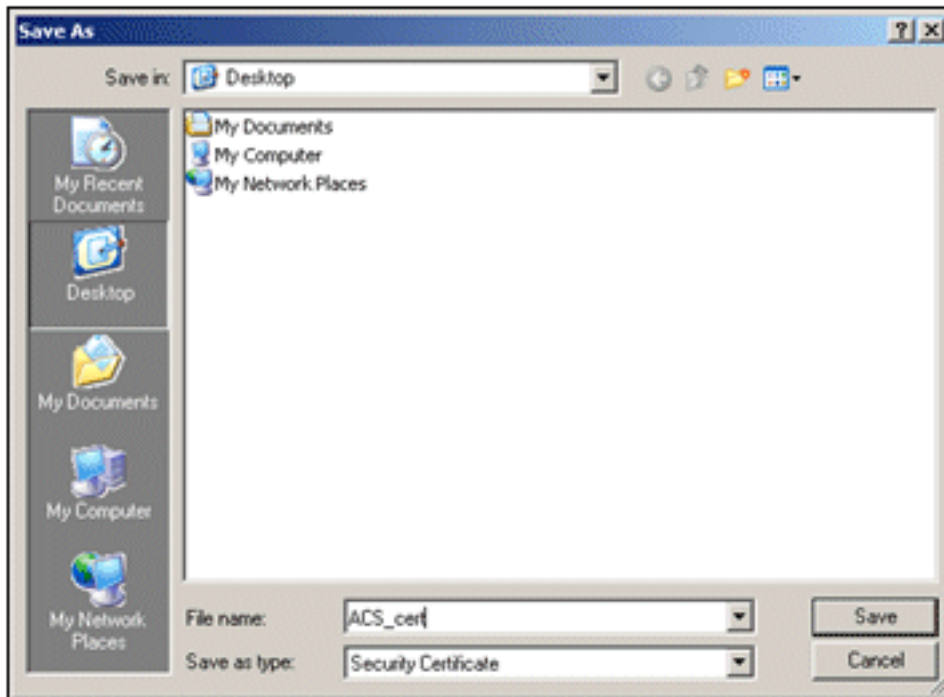 Save As
Save in: Desktop
My Recent
Documents
Desktop
My Documents
My Computer
My Network
Places
My Documents
My Computer
My Network Places
File name: ACS_cert Save
Save as type: Security Certificate Cancel